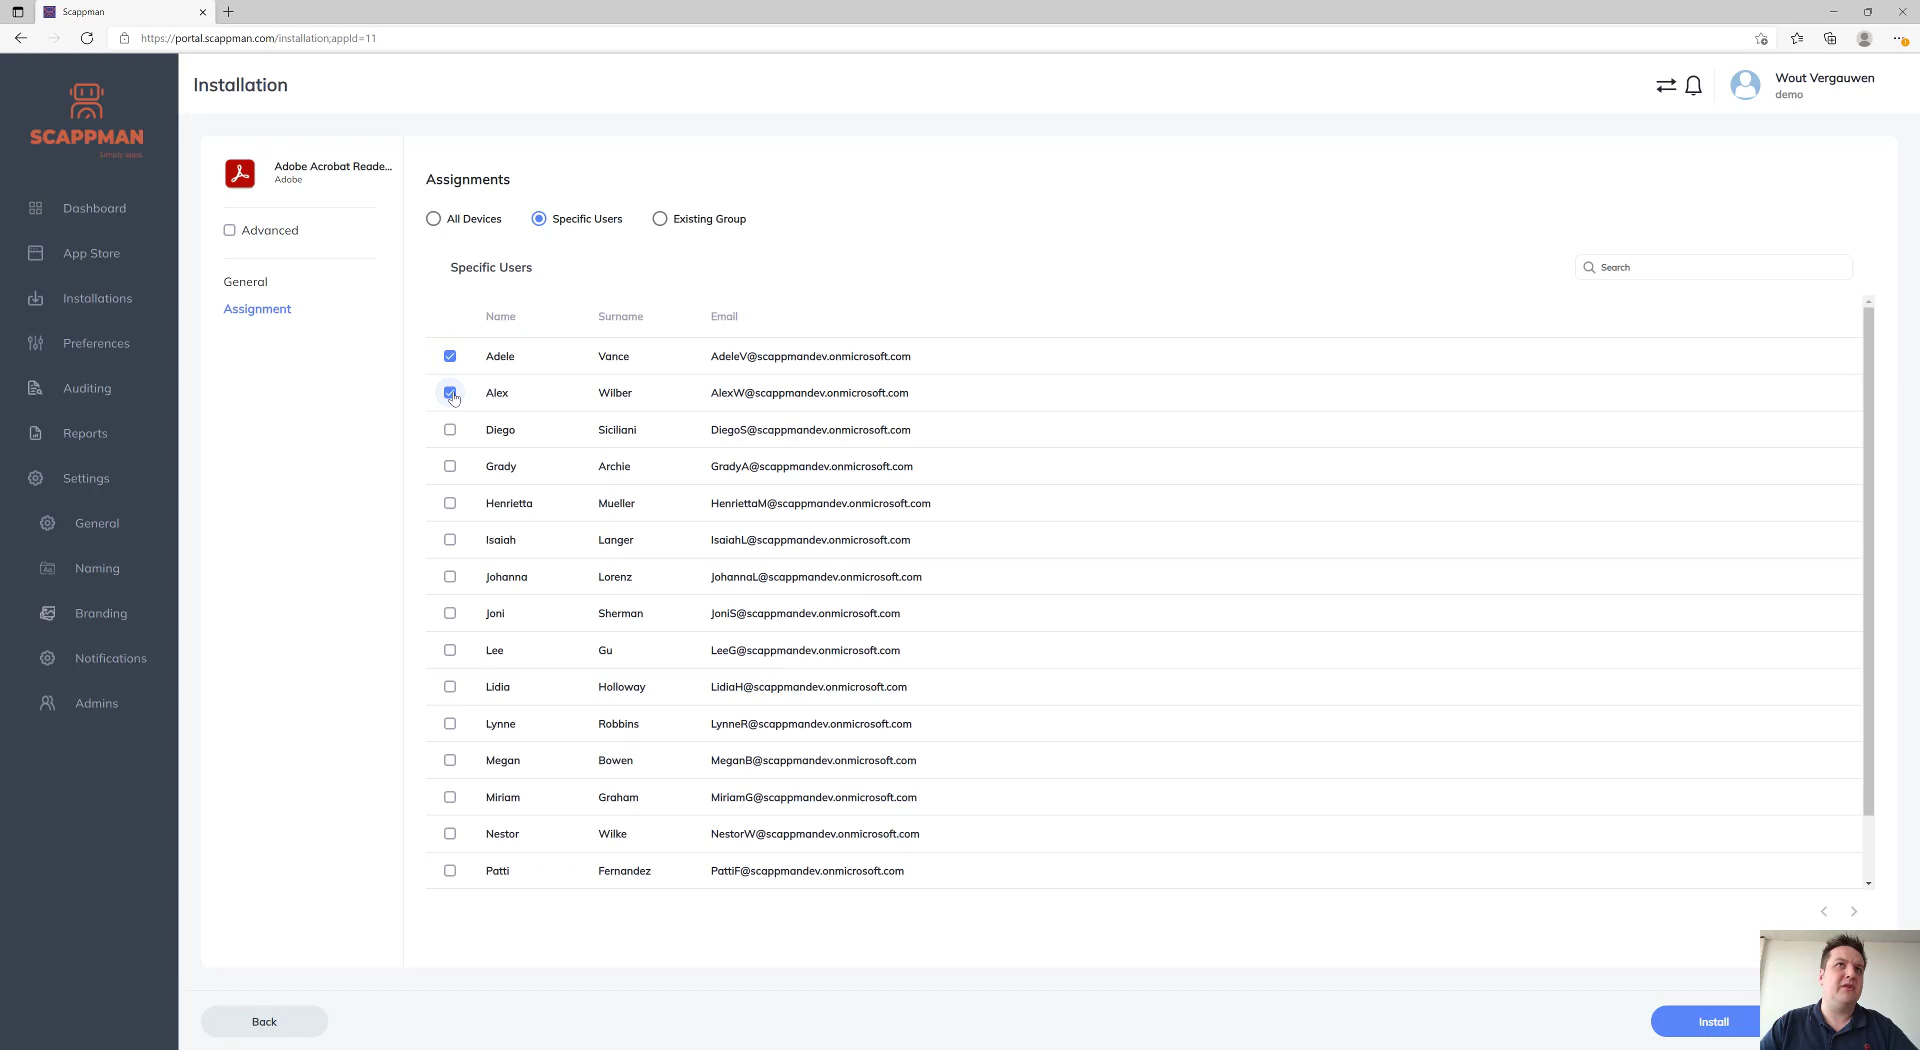 Scappman
https://portal.scappman.com/installation;appId=11
SCAPPMAN
Simply apps.
Dashboard
App Store
Installations
Preferences
Auditing
Reports
Settings
General
Naming
Branding
Notifications
Admins
Installation
Wout Vergauwen
demo
Adobe Acrobat Reade...
Adobe
Advanced
General
Assignment
Assignments
All Devices Specific Users Existing Group
Specific Users
Search
Name Surname Email
Adele Vance AdeleV@scappmandev.onmicrosoft.com
Alex Wilber AlexW@scappmandev.onmicrosoft.com
Diego Siciliani DiegoS@scappmandev.onmicrosoft.com
Grady Archie GradyA@scappmandev.onmicrosoft.com
Henrietta Mueller HenriettaM@scappmandev.onmicrosoft.com
Isaiah Langer IsaiahL@scappmandev.onmicrosoft.com
Johanna Lorenz JohannaL@scappmandev.onmicrosoft.com
Joni Sherman JoniS@scappmandev.onmicrosoft.com
Lee Gu LeeG@scappmandev.onmicrosoft.com
Lidia Holloway LidiaH@scappmandev.onmicrosoft.com
Lynne Robbins LynneR@scappmandev.onmicrosoft.com
Megan Bowen MeganB@scappmandev.onmicrosoft.com
Miriam Graham MiriamG@scappmandev.onmicrosoft.com
Nestor Wilke NestorW@scappmandev.onmicrosoft.com
Patti Fernandez PattiF@scappmandev.onmicrosoft.com
Back
Install